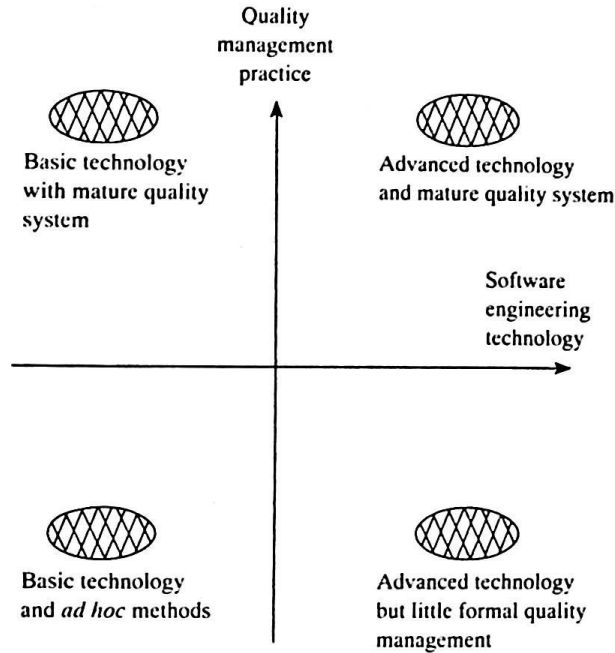 Quality
management
practice
Basic technology
with mature quality
system
Advanced technology
and mature quality system
Software
engineering
technology
Basic technology
and ad hoc methods
Advanced technology
but little formal quality
management